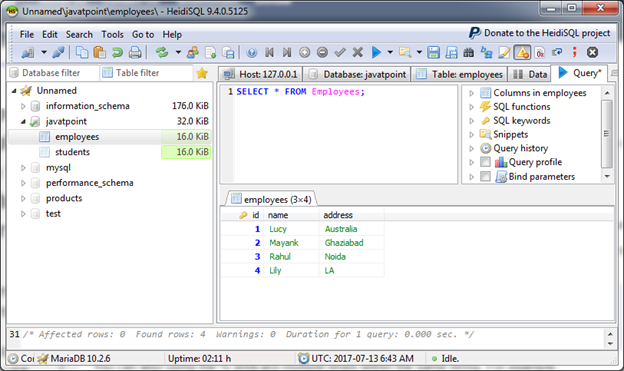 Unnamed\javatpoint\employees\ - HeidiSQL 9.4.0.5125
File Edit Search Tools Go to Help
Donate to the HeidiSQL project
Database filter Table filter
Host: 127.0.0.1 Database: javatpoint Table: employees Data Query*
Unnamed
information_schema 176.0 KiB
javatpoint 32.0 KiB
employees 16.0 KiB
students 16.0 KiB
mysql
performance_schema
products
test
1 SELECT * FROM Employees;
Columns in employees
SQL functions
SQL keywords
Snippets
Query history
Query profile
Bind parameters
employees (3×4)
id name address
1 Lucy Australia
2 Mayank Ghaziabad
3 Rahul Noida
4 Lily LA
31 /* Affected rows: 0 Found rows: 4 Warnings: 0 Duration for 1 query: 0.000 sec. */
MariaDB 10.2.6 Uptime: 02:11 h UTC: 2017-07-13 6:43 AM Idle.